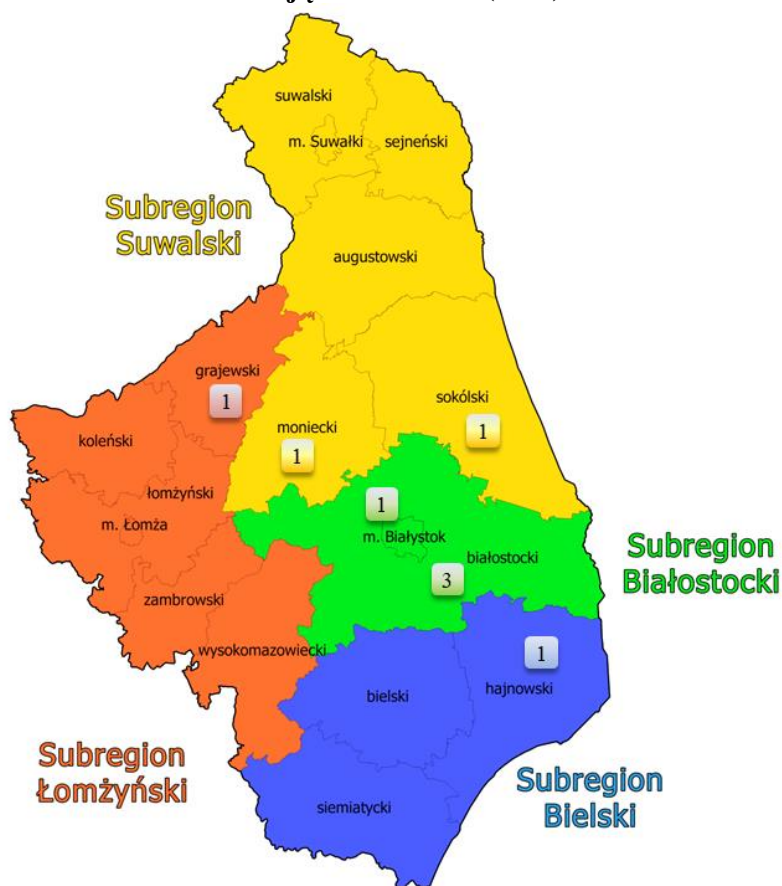 suwalski
m. Suwałki
sejneński
Subregion
Suwalski
augustowski
grajewski
1
sokólski
1
moniecki
1
koleński
łomżyński
m. Łomża
1
m. Białystok
białostocki
3
Subregion
Białostocki
zambrowski
wysokomazowiecki
1
hajnowski
bielski
Subregion
Łomżyński
Subregion
Bielski
siemiatycki